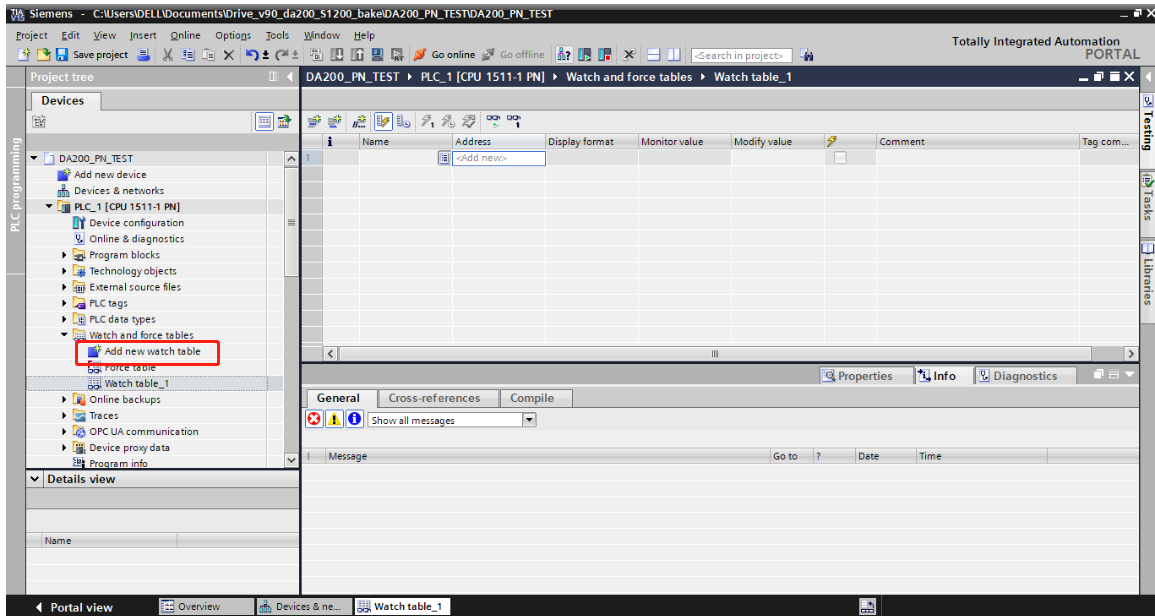 Siemens - C:\Users\DELL\Documents\Drive_v90_da200_S1200_bake\DA200_PN_TEST\DA200_PN_TEST
Project Edit View Insert Online Options Tools Window Help
Totally Integrated Automation
PORTAL
Save project Go online Go offline <Search in project>
Project tree
DA200_PN_TEST PLC_1 [CPU 1511-1 PN] Watch and force tables Watch table_1
Devices
PLC programming
DA200_PN_TEST
Add new device
Devices & networks
PLC_1 [CPU 1511-1 PN]
Device configuration
Online & diagnostics
Program blocks
Technology objects
External source files
PLC tags
PLC data types
Watch and force tables
Add new watch table
Force table
Watch table_1
Online backups
Traces
OPC UA communication
Device proxy data
Program info
Details view
Name
i Name Address Display format Monitor value Modify value Comment Tag com...
1 <Add new>
Testing
Tasks
Libraries
Properties Info Diagnostics
General Cross-references Compile
Show all messages
! Message Go to ? Date Time
Portal view Overview Devices & ne... Watch table_1